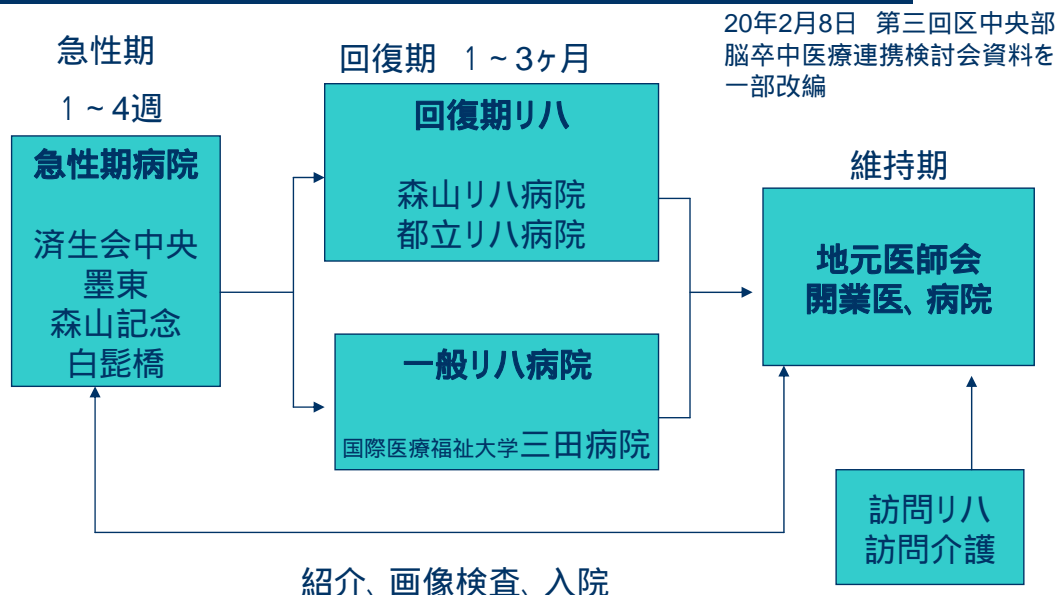 20年2月8日 第三回区中央部
脳卒中医療連携検討会資料を
一部改編
急性期
1～4週
急性期病院
済生会中央
墨東
森山記念
白髭橋
回復期 1～3ヶ月
回復期リハ
森山リハ病院
都立リハ病院
一般リハ病院
国際医療福祉大学三田病院
維持期
地元医師会
開業医、病院
訪問リハ
訪問介護
紹介、画像検査、入院